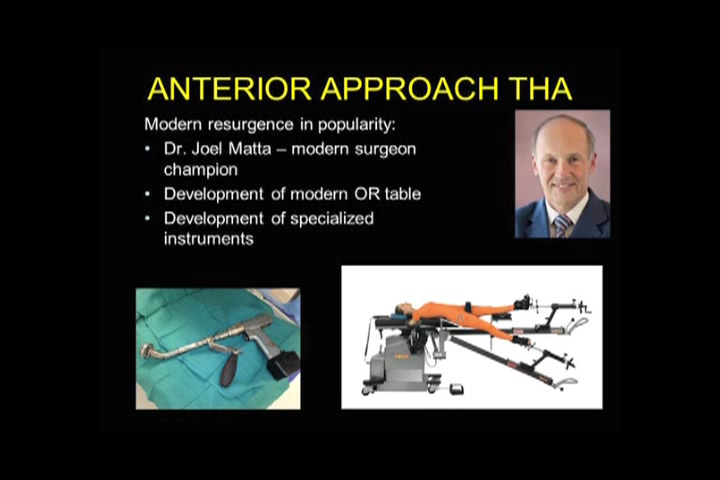 ANTERIOR APPROACH THA
Modern resurgence in popularity:
• Dr. Joel Matta – modern surgeon
champion
• Development of modern OR table
• Development of specialized
instruments